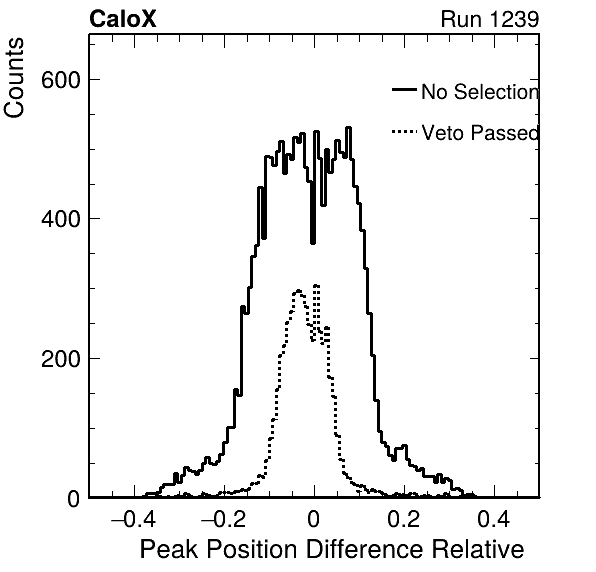 CaloX Run 1239
Counts
600
400
200
0
No Selection
Veto Passed
−0.4 −0.2 0 0.2 0.4
Peak Position Difference Relative